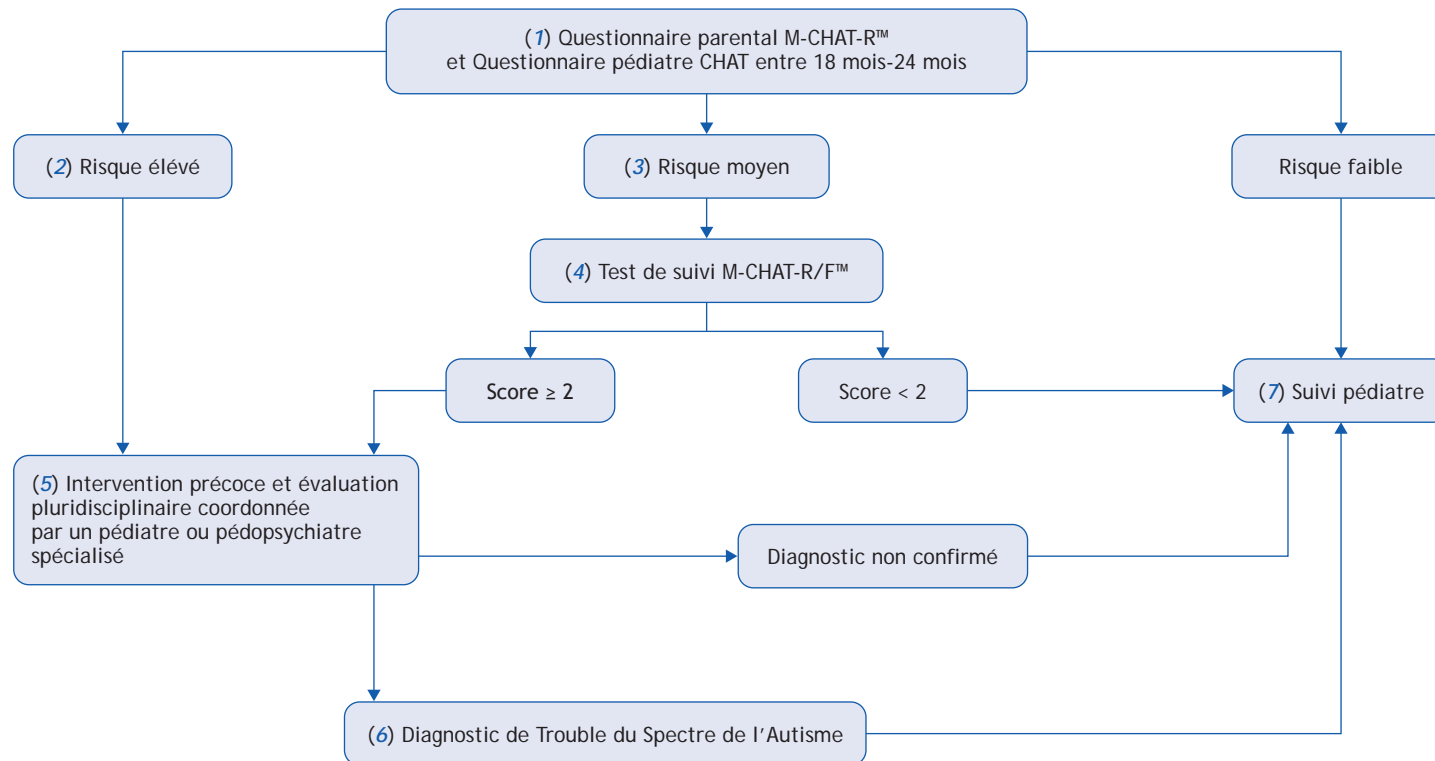 (1) Questionnaire parental M-CHAT-R™
et Questionnaire pédiatre CHAT entre 18 mois-24 mois
(2) Risque élévé
(3) Risque moyen
Risque faible
(4) Test de suivi M-CHAT-R/F™
Score ≥ 2
Score < 2
(7) Suivi pédiatre
(5) Intervention précoce et évaluation
pluridisciplinaire coordonnée
par un pédiatre ou pédopsychiatre
spécialisé
Diagnostic non confirmé
(6) Diagnostic de Trouble du Spectre de l'Autisme